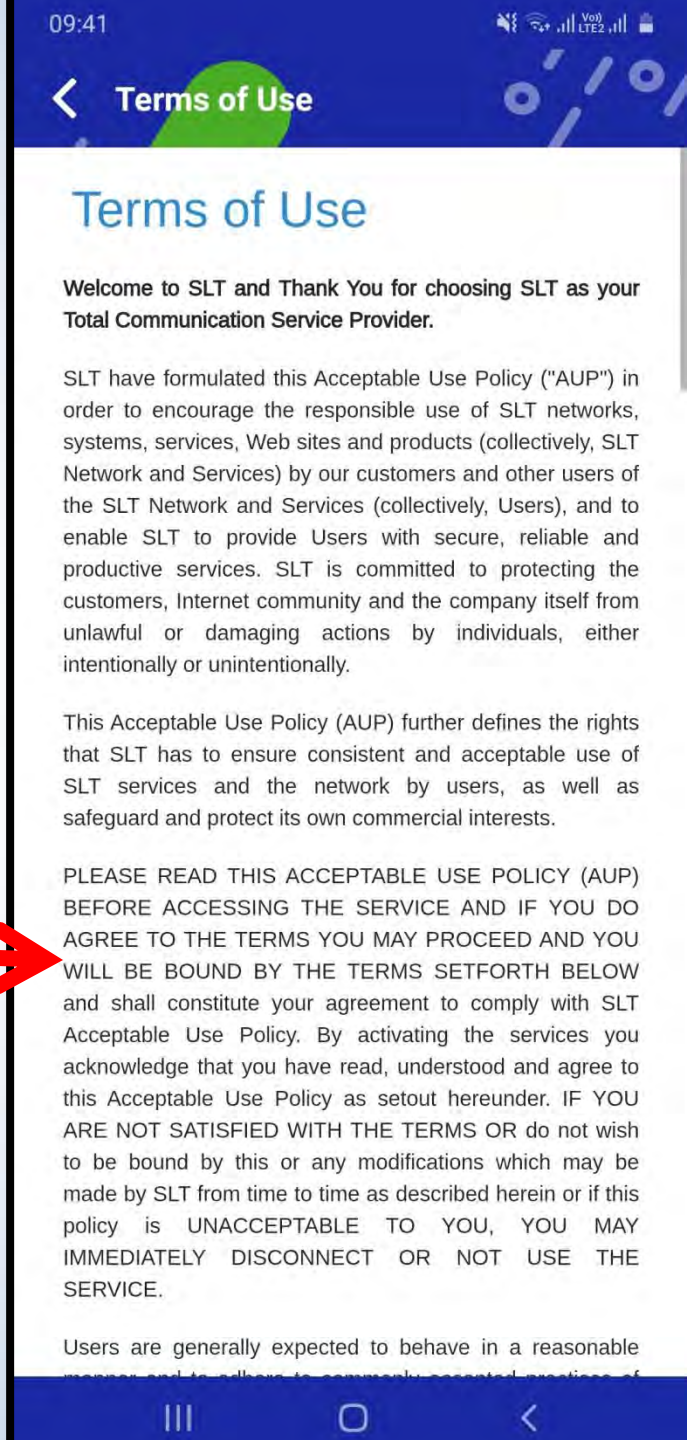 09:41
Vo))
LTE2
Terms of Use
Terms of Use
Welcome to SLT and Thank You for choosing SLT as your
Total Communication Service Provider.
SLT have formulated this Acceptable Use Policy ("AUP") in
order to encourage the responsible use of SLT networks,
systems, services, Web sites and products (collectively, SLT
Network and Services) by our customers and other users of
the SLT Network and Services (collectively, Users), and to
enable SLT to provide Users with secure, reliable and
productive services. SLT is committed to protecting the
customers, Internet community and the company itself from
unlawful or damaging actions by individuals, either
intentionally or unintentionally.
This Acceptable Use Policy (AUP) further defines the rights
that SLT has to ensure consistent and acceptable use of
SLT services and the network by users, as well as
safeguard and protect its own commercial interests.
PLEASE READ THIS ACCEPTABLE USE POLICY (AUP)
BEFORE ACCESSING THE SERVICE AND IF YOU DO
AGREE TO THE TERMS YOU MAY PROCEED AND YOU
WILL BE BOUND BY THE TERMS SETFORTH BELOW
and shall constitute your agreement to comply with SLT
Acceptable Use Policy. By activating the services you
acknowledge that you have read, understood and agree to
this Acceptable Use Policy as setout hereunder. IF YOU
ARE NOT SATISFIED WITH THE TERMS OR do not wish
to be bound by this or any modifications which may be
made by SLT from time to time as described herein or if this
policy is UNACCEPTABLE TO YOU, YOU MAY
IMMEDIATELY DISCONNECT OR NOT USE THE
SERVICE.
Users are generally expected to behave in a reasonable
manner and to adhere to commonly accepted practices of